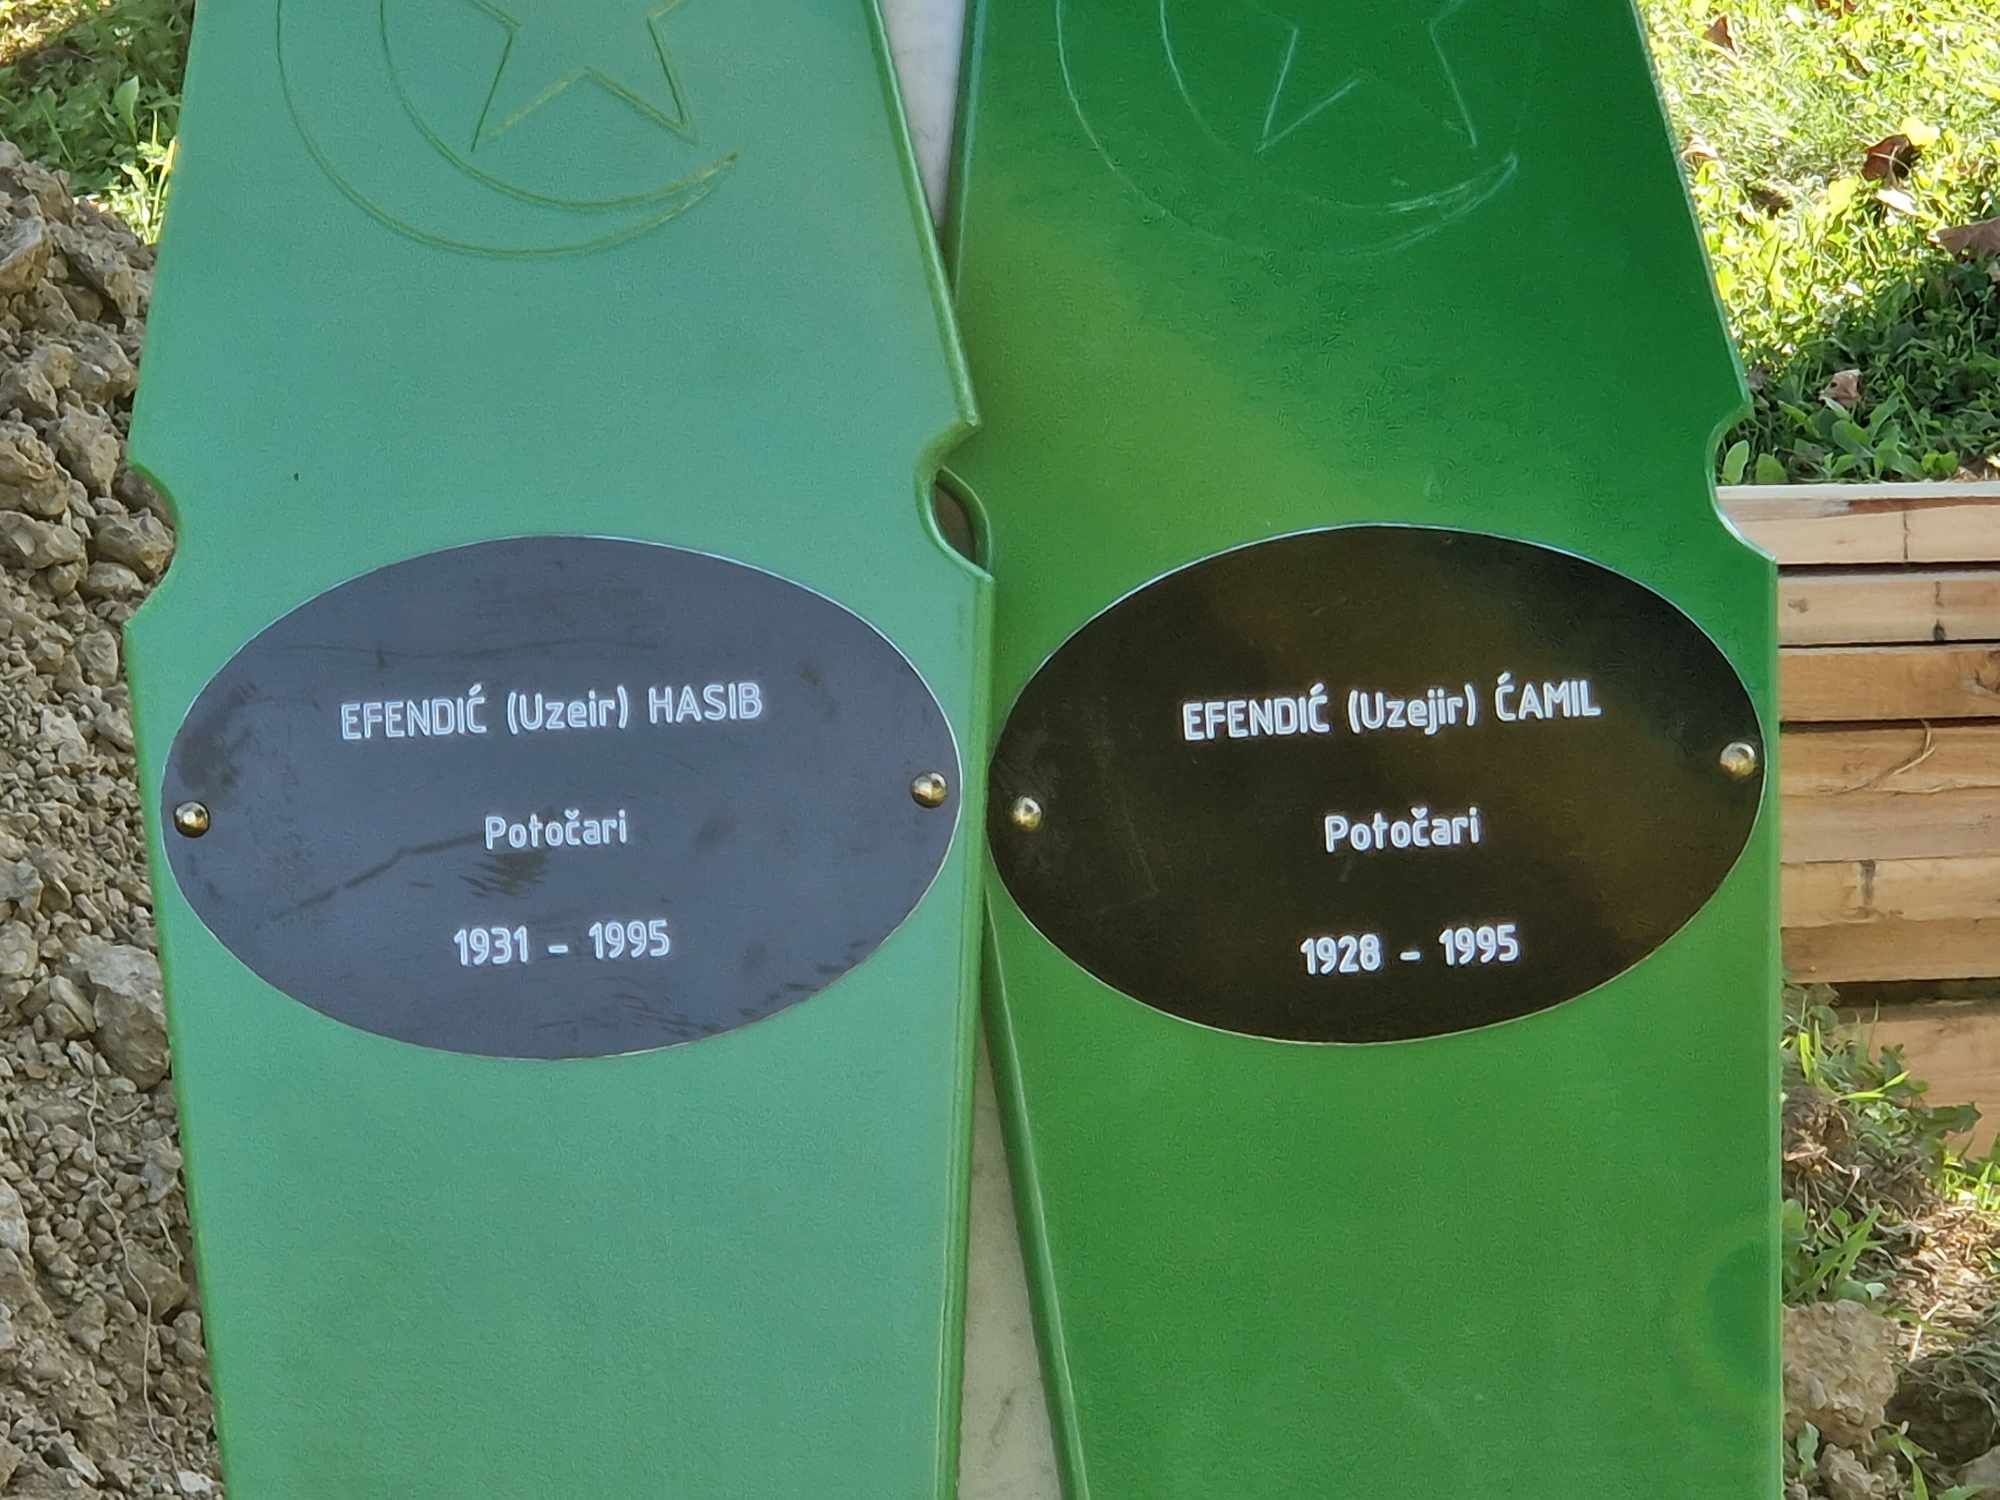 EFENDIĆ (Uzeir) HASIB
Potočari
1931 - 1995
EFENDIĆ (Uzejir) ĆAMIL
Potočari
1928 - 1995